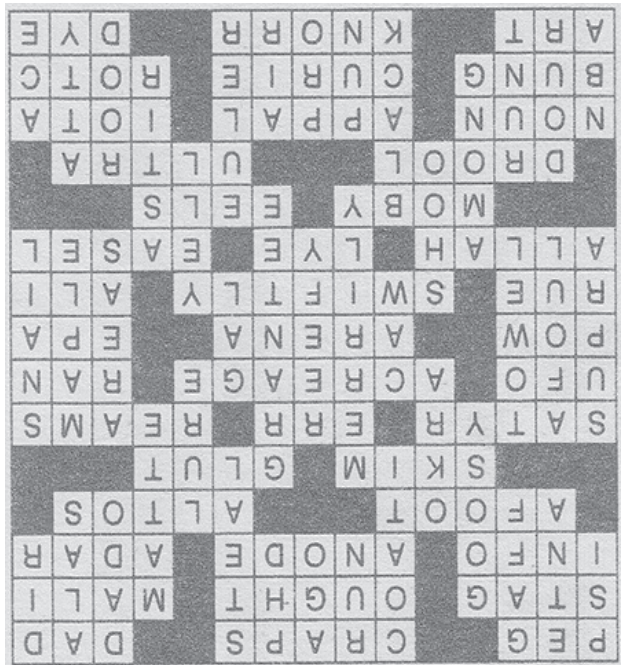 PEG CRAPS DAD
STAG OUGHT MALI
INFO ANODE ADAR
AFOOT ALTOS
SKIM GLUT
SATYR ERR REAMS
UFO ACREAGE RAN
POW ARENA EPA
RUE SWIFTLY ALI
ALLAH LYE EASEL
MOBY EELS
DROOL ULTRA
NOUN APPAL IOTA
BUNG CURIE ROTC
ART KNORR DYE